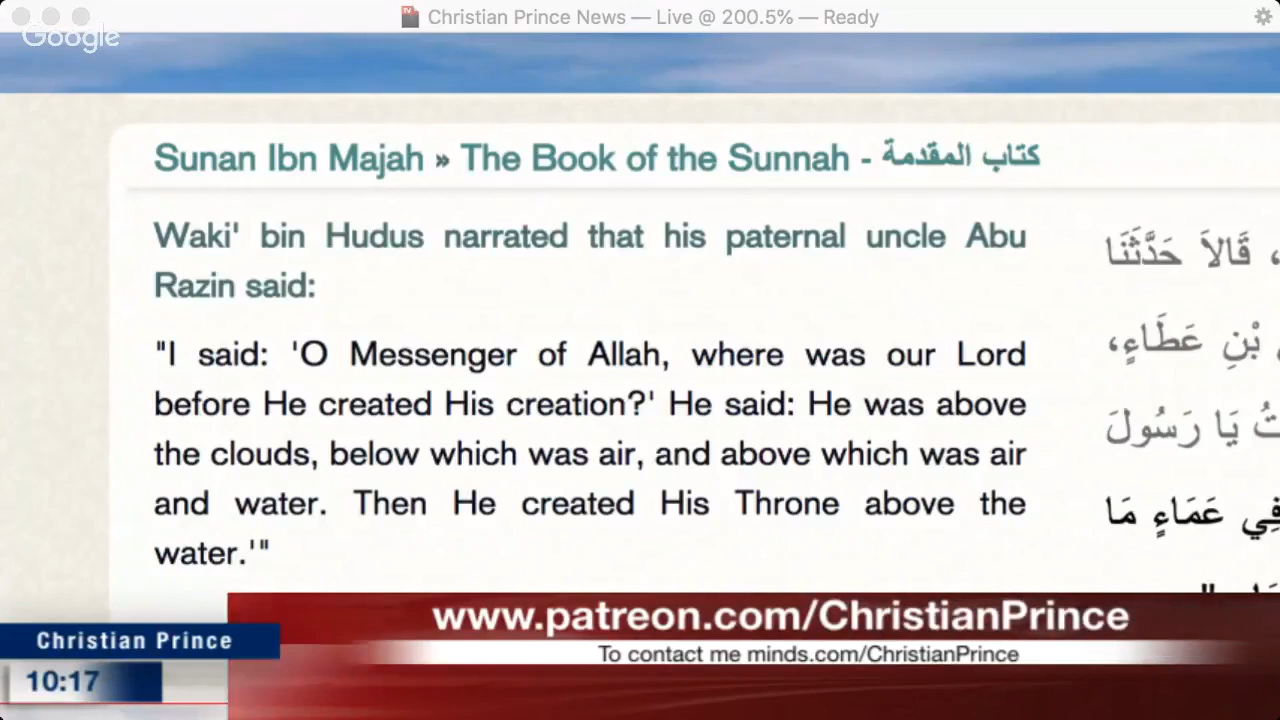 Christian Prince News — Live @ 200.5% — Ready
Google
Sunan Ibn Majah » The Book of the Sunnah - كتاب المقدمة
Waki' bin Hudus narrated that his paternal uncle Abu
Razin said:
"I said: 'O Messenger of Allah, where was our Lord
before He created His creation?' He said: He was above
the clouds, below which was air, and above which was air
and water. Then He created His Throne above the
water.'"
، قَالاَ حَدَّثَنَا
بْنِ عَطَاءٍ،
يَا رَسُولَ
فِي عَمَاءٍ مَا
www.patreon.com/ChristianPrince
To contact me minds.com/ChristianPrince
Christian Prince
10:17